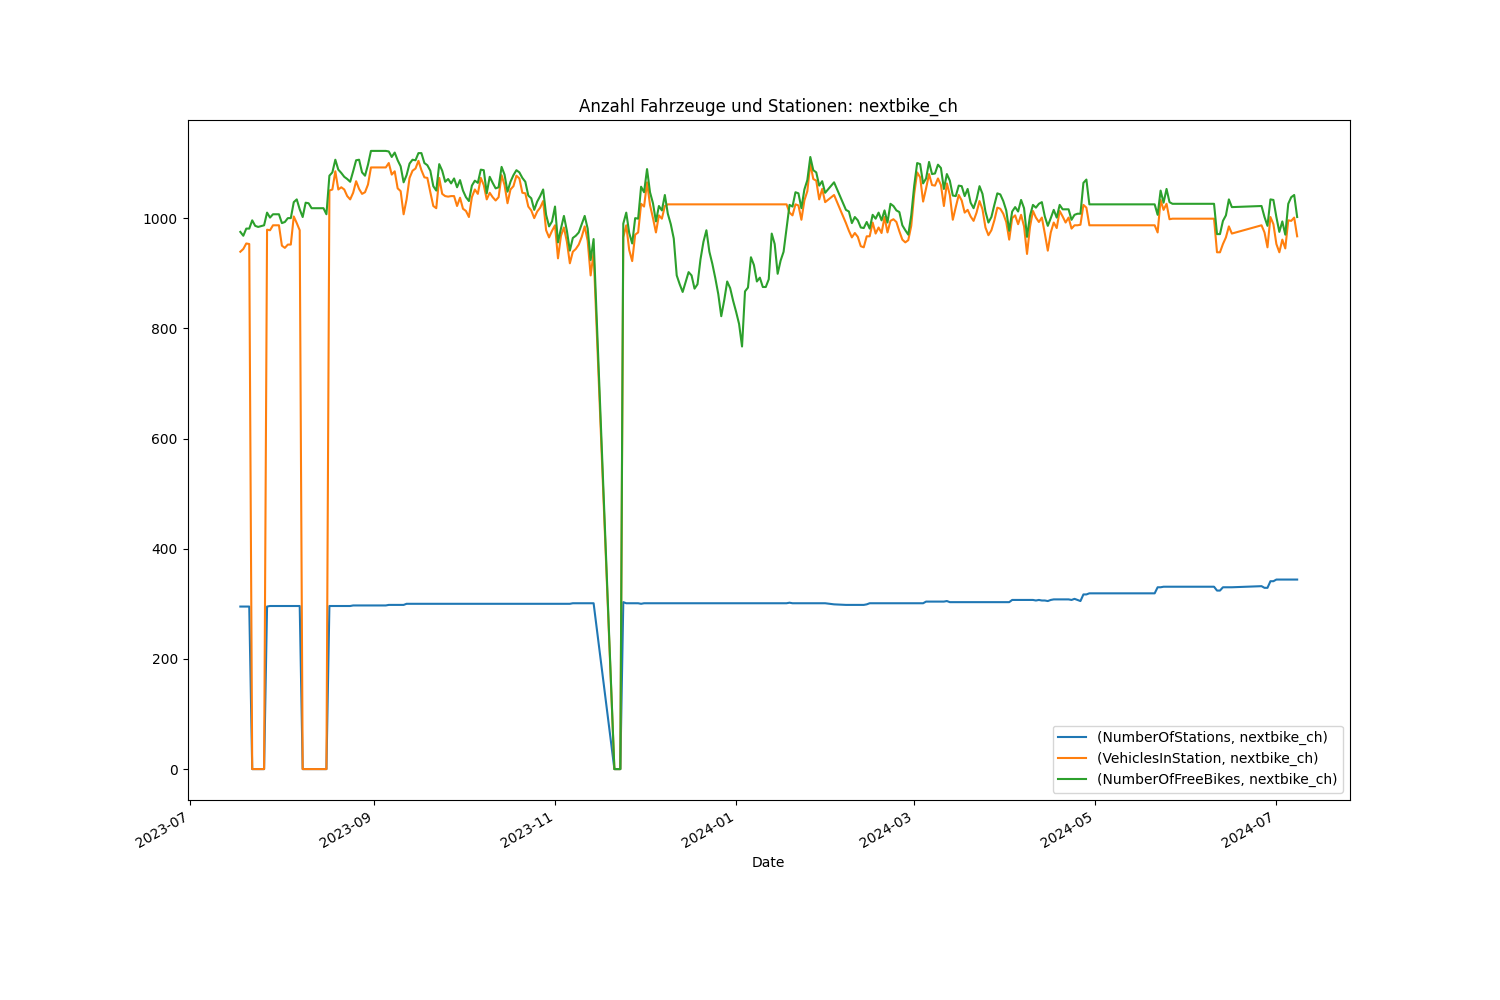 Anzahl Fahrzeuge und Stationen: nextbike_ch
1000
800
600
400
200
0
2023-07
2023-09
2023-11
2024-01
2024-03
2024-05
2024-07
Date
(NumberOfStations, nextbike_ch)
(VehiclesInStation, nextbike_ch)
(NumberOfFreeBikes, nextbike_ch)